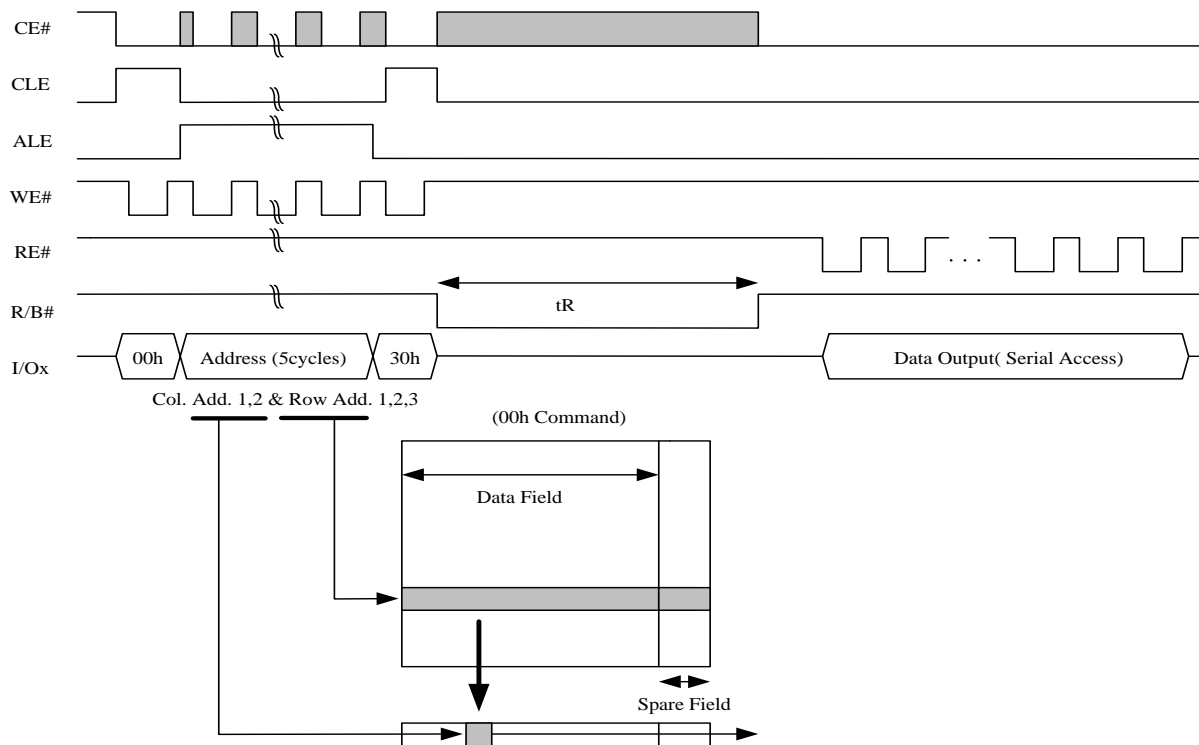 CE#
CLE
ALE
WE#
RE#
. . .
R/B#
tR
I/Ox
00h
Address (5cycles)
30h
Data Output( Serial Access)
Col. Add. 1,2 & Row Add. 1,2,3
(00h Command)
Data Field
Spare Field